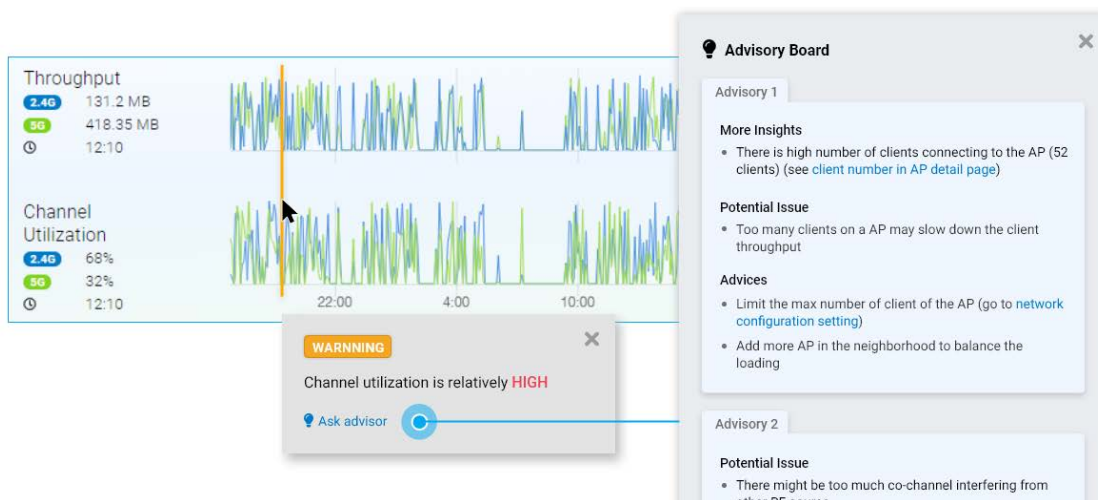 Throughput
2.4G 131.2 MB
5G 418.35 MB
12:10
Channel
Utilization
2.4G 68%
5G 32%
12:10
22:00 4:00 10:00
WARNNING
Channel utilization is relatively HIGH
Ask advisor
Advisory Board
Advisory 1
More Insights
There is high number of clients connecting to the AP (52
clients) (see client number in AP detail page)
Potential Issue
Too many clients on a AP may slow down the client
throughput
Advices
Limit the max number of client of the AP (go to network
configuration setting)
Add more AP in the neighborhood to balance the
loading
Advisory 2
Potential Issue
There might be too much co-channel interfering from